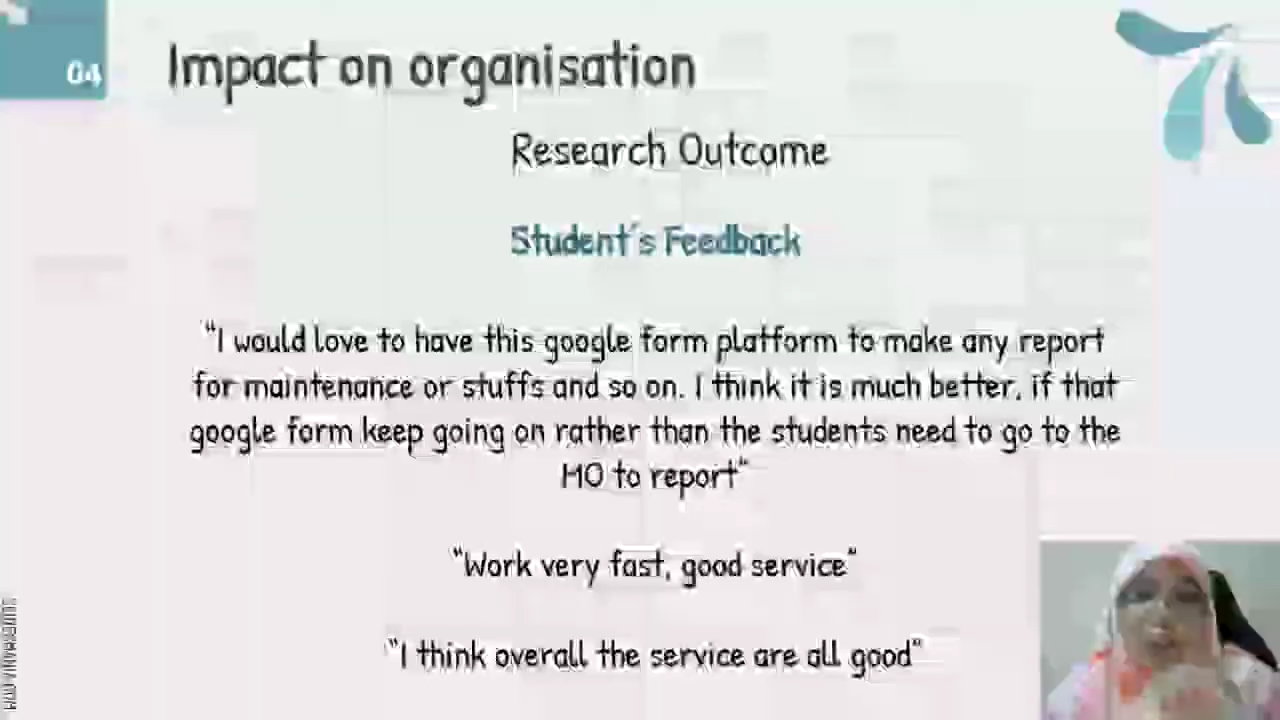 04
Impact on organisation
Research Outcome
Student's Feedback
"I would love to have this google form platform to make any report
for maintenance or stuffs and so on. I think it is much better, if that
google form keep going on rather than the students need to go to the
MO to report"
"Work very fast, good service"
"I think overall the service are all good"